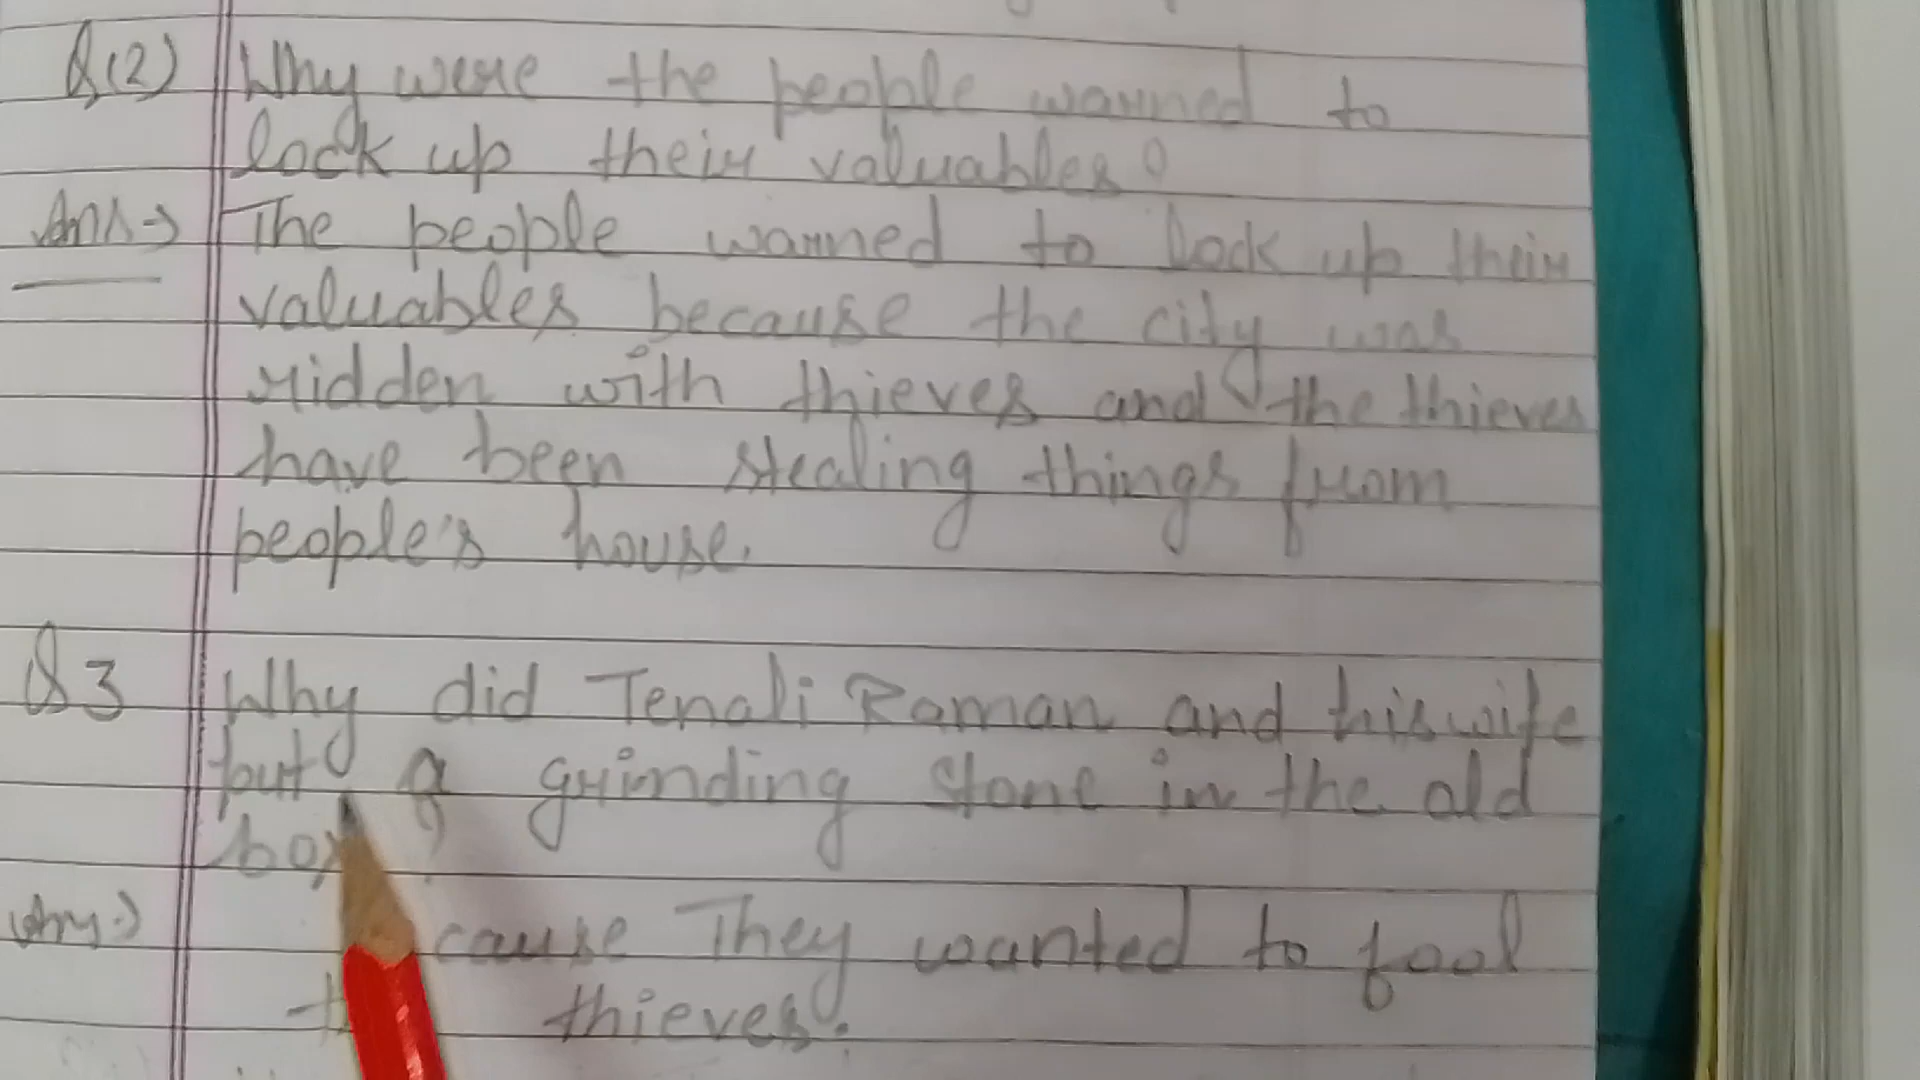 Q(2) Why were the people warned to
lock up their valuables?
Ans→ The people warned to lock up their
valuables because the city was
ridden with thieves and the thieves
have been stealing things from
people's house.
Q3 Why did Tenali Raman and his wife
put a grinding stone in the old
box
Ans→ They wanted to fool
thieves.